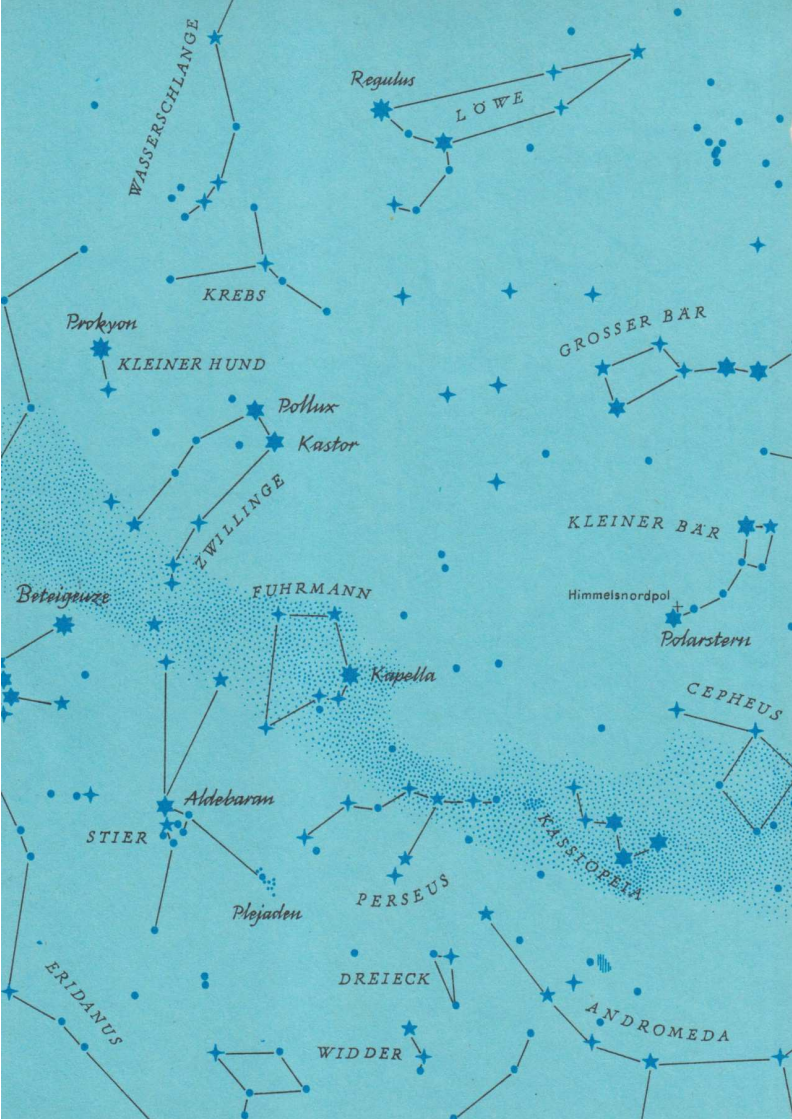 WASSERSCHLANGE
Regulus
LÖWE
KREBS
Prokyon
KLEINER HUND
GROSSER BÄR
Pollux
Kastor
ZWILLINGE
KLEINER BÄR
Beteigeuze
FUHRMANN
Himmelsnordpol
Polarstern
Kapella
CEPHEUS
Aldebaran
STIER
KASSIOPEIA
PERSEUS
Plejaden
DREIECK
ERIDANUS
ANDROMEDA
WIDDER